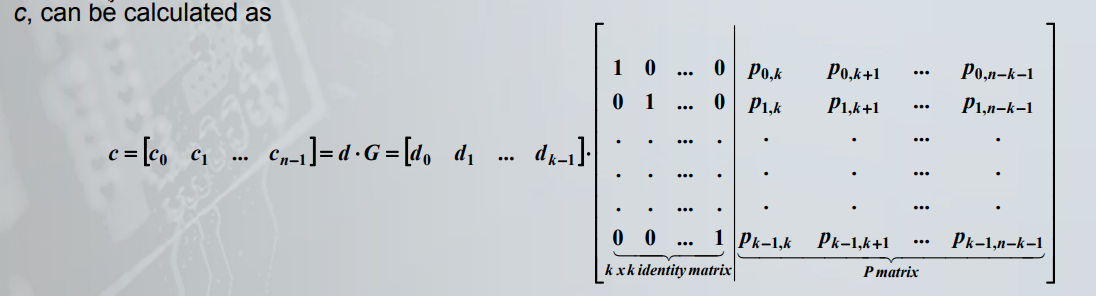 c, can be calculated as
1 0 ... 0 p0,k p0,k+1 ... p0,n−k−1
0 1 ... 0 p1,k p1,k+1 ... p1,n−k−1
c = [c0 c1 ... cn−1] = d · G = [d0 d1 ... dk−1] ·
. . ... . . . ... .
. . ... . . . ... .
. . ... . . . ... .
0 0 ... 1 pk−1,k pk−1,k+1 ... pk−1,n−k−1
k x k identity matrix P matrix